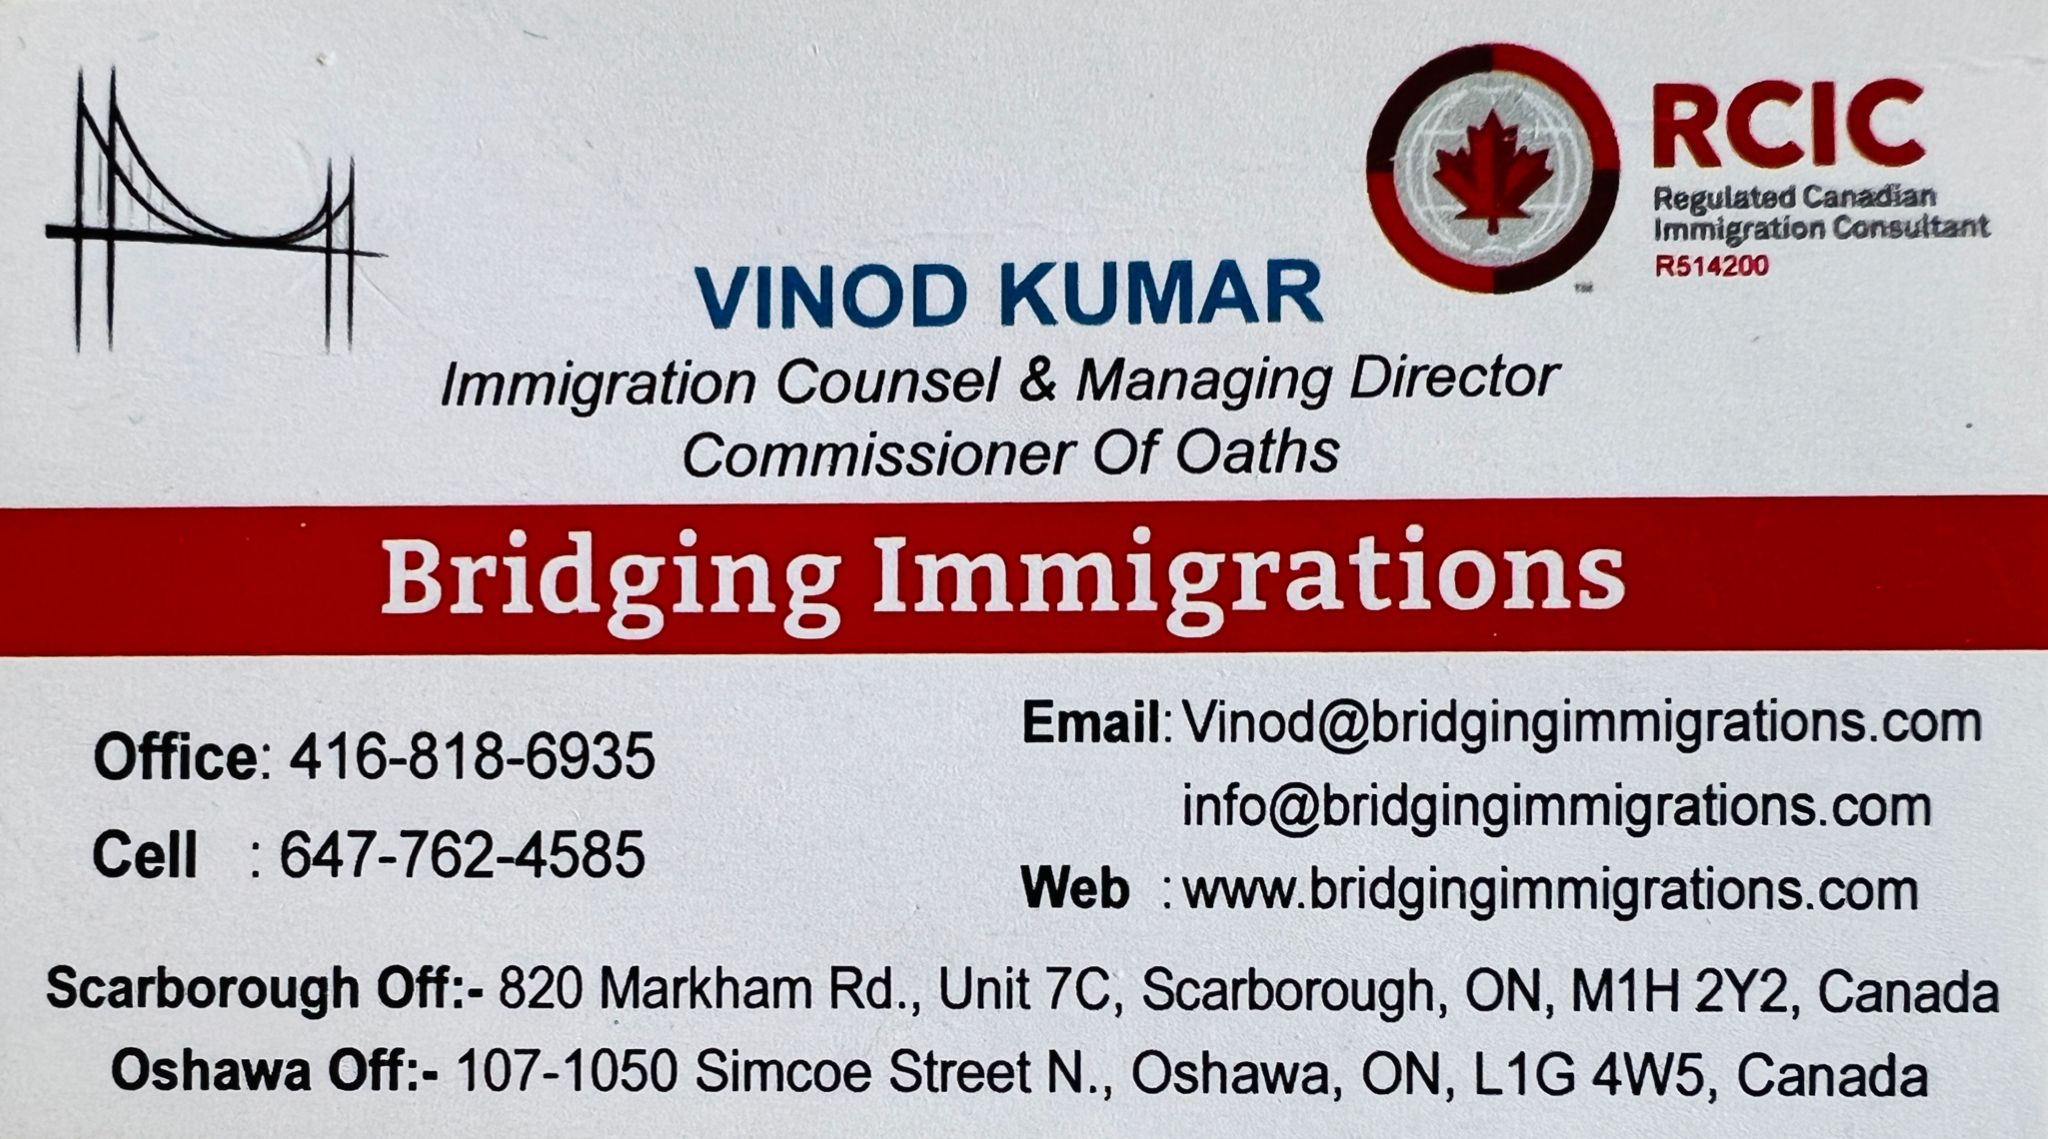 RCIC
Regulated Canadian
Immigration Consultant
R514200
TM
VINOD KUMAR
Immigration Counsel & Managing Director
Commissioner Of Oaths
Bridging Immigrations
Office: 416-818-6935
Cell : 647-762-4585
Email: Vinod@bridgingimmigrations.com
info@bridgingimmigrations.com
Web : www.bridgingimmigrations.com
Scarborough Off:- 820 Markham Rd., Unit 7C, Scarborough, ON, M1H 2Y2, Canada
Oshawa Off:- 107-1050 Simcoe Street N., Oshawa, ON, L1G 4W5, Canada